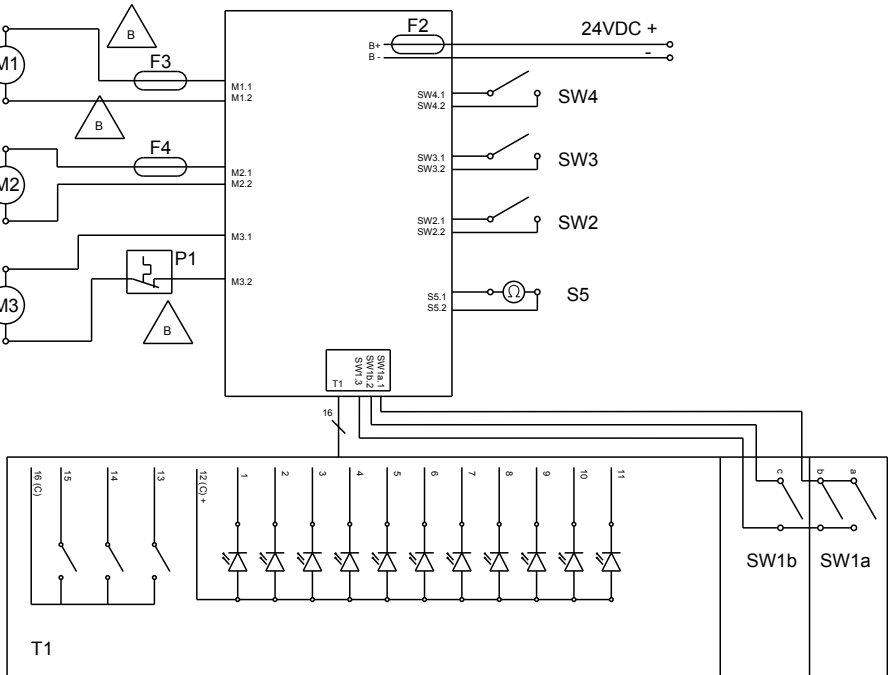 B
F2
24VDC +
B+
-
B -
M1
F3
M1.1
M1.2
SW4.1
SW4.2
SW4
B
F4
M2.1
M2.2
M2
SW3.1
SW3.2
SW3
SW2.1
SW2.2
SW2
M3.1
P1
M3.2
M3
B
S5.1
S5.2
S5
T1
SW1.3
SW1b.2
SW1a.1
16
16 (C)
15
14
13
12 (C) +
1
2
3
4
5
6
7
8
9
10
11
c
b
a
SW1b
SW1a
T1
Ω